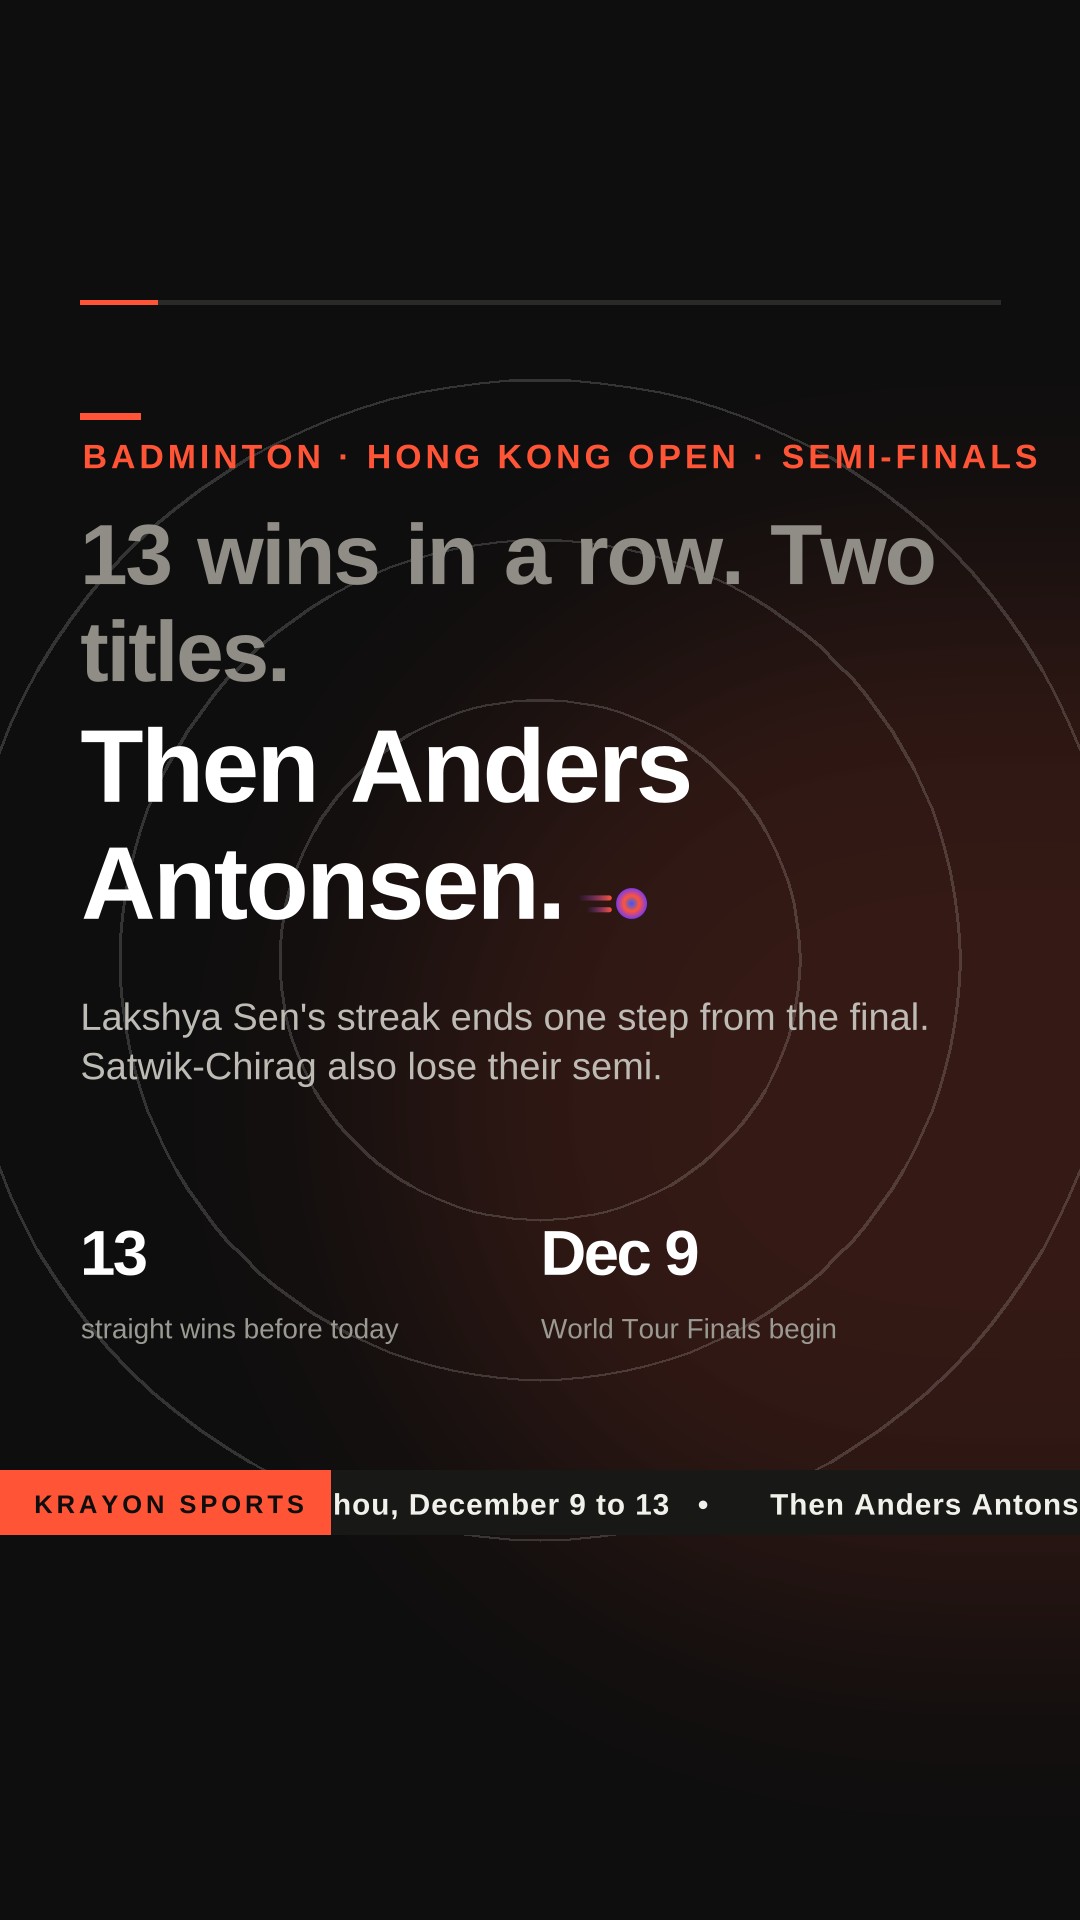 BADMINTON · HONG KONG OPEN · SEMI-FINALS
13 wins in a row. Two
titles.
Then Anders
Antonsen.
Lakshya Sen's streak ends one step from the final.
Satwik-Chirag also lose their semi.
13
straight wins before today
Dec 9
World Tour Finals begin
KRAYON SPORTS
hou, December 9 to 13 • Then Anders Antons